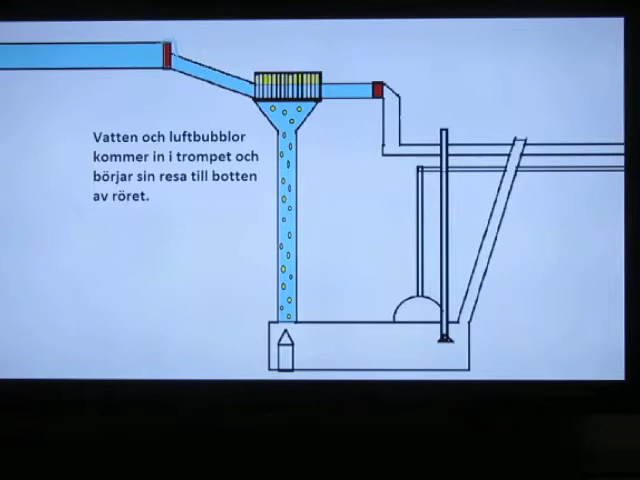 Vatten och luftbubblor
kommer in i trompet och
börjar sin resa till botten
av röret.